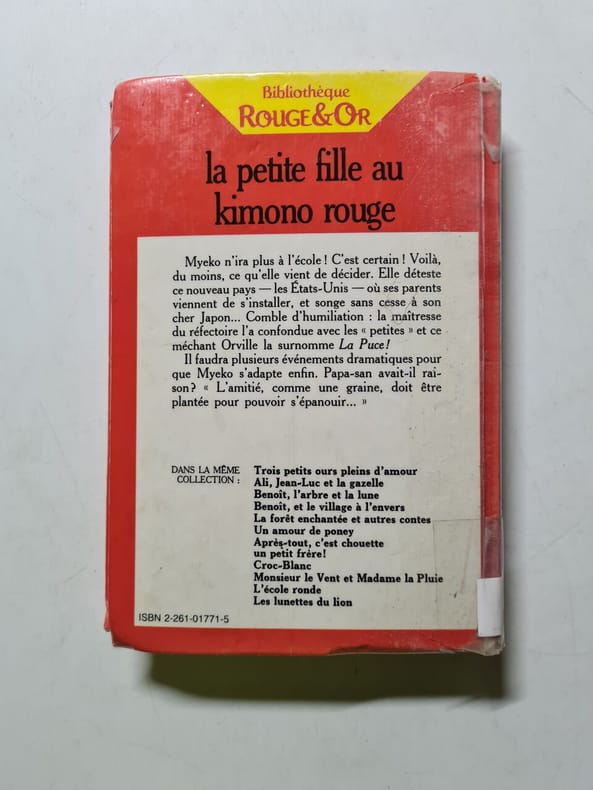 Bibliothèque
ROUGE&OR
la petite fille au
kimono rouge
Myeko n'ira plus à l'école ! C'est certain ! Voilà,
du moins, ce qu'elle vient de décider. Elle déteste
ce nouveau pays — les États-Unis — où ses parents
viennent de s'installer, et songe sans cesse à son
cher Japon... Comble d'humiliation : la maîtresse
du réfectoire l'a confondue avec les « petites » et ce
méchant Orville la surnomme La Puce !
Il faudra plusieurs événements dramatiques pour
que Myeko s'adapte enfin. Papa-san avait-il rai-
son ? « L'amitié, comme une graine, doit être
plantée pour pouvoir s'épanouir... »
DANS LA MÊME
COLLECTION :
Trois petits ours pleins d'amour
Ali, Jean-Luc et la gazelle
Benoît, l'arbre et la lune
Benoît, et le village à l'envers
La forêt enchantée et autres contes
Un amour de poney
Après-tout, c'est chouette
un petit frère!
Croc-Blanc
Monsieur le Vent et Madame la Pluie
L'école ronde
Les lunettes du lion
ISBN 2-261-01771-5